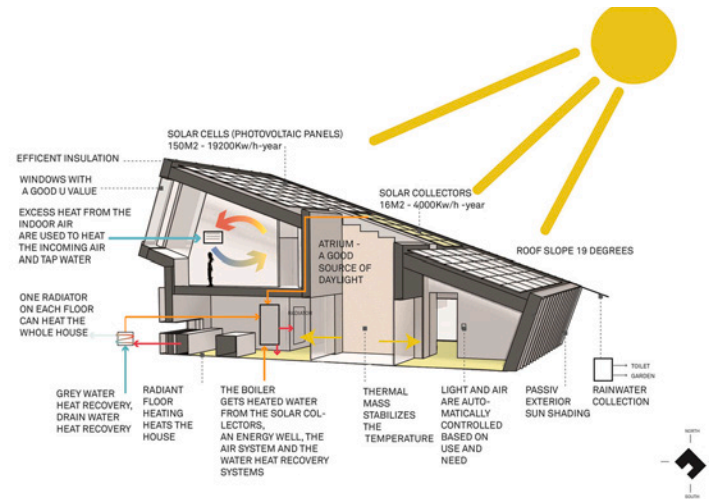 SOLAR CELLS (PHOTOVOLTAIC PANELS)
150M2 - 19200Kw/h-year
EFFICENT INSULATION
WINDOWS WITH
A GOOD U VALUE
EXCESS HEAT FROM THE
INDOOR AIR
ARE USED TO HEAT
THE INCOMING AIR
AND TAP WATER
ONE RADIATOR
ON EACH FLOOR
CAN HEAT THE
WHOLE HOUSE
SOLAR COLLECTORS
16M2 - 4000Kw/h -year
ATRIUM -
A GOOD
SOURCE OF
DAYLIGHT
ROOF SLOPE 19 DEGREES
GREY WATER
HEAT RECOVERY,
DRAIN WATER
HEAT RECOVERY
RADIANT
FLOOR
HEATING
HEATS THE
HOUSE
THE BOILER
GETS HEATED WATER
FROM THE SOLAR COL-
LECTORS,
AN ENERGY WELL, THE
AIR SYSTEM AND THE
WATER HEAT RECOVERY
SYSTEMS
THERMAL
MASS
STABILIZES
THE
TEMPERATURE
LIGHT AND AIR
ARE AUTO-
MATICALLY
CONTROLLED
BASED ON
USE AND
NEED
PASSIV
EXTERIOR
SUN SHADING
TOILET
GARDEN
RAINWATER
COLLECTION
NORTH
SOUTH